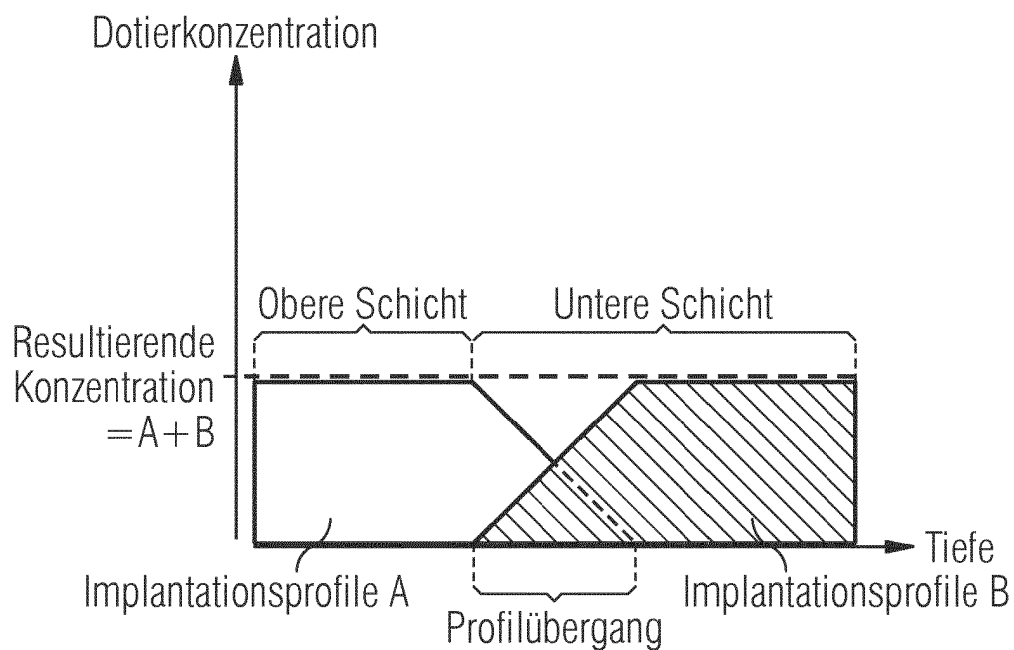 Dotierkonzentration
Obere Schicht
Untere Schicht
Resultierende
Konzentration
=A+B
Tiefe
Implantationsprofile A
Implantationsprofile B
Profilübergang